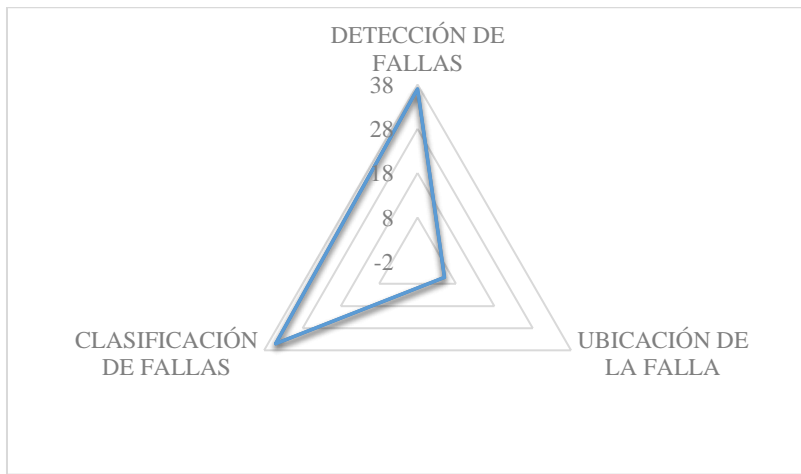 DETECCIÓN DE
FALLAS
38
28
18
8
-2
CLASIFICACIÓN
DE FALLAS
UBICACIÓN DE
LA FALLA